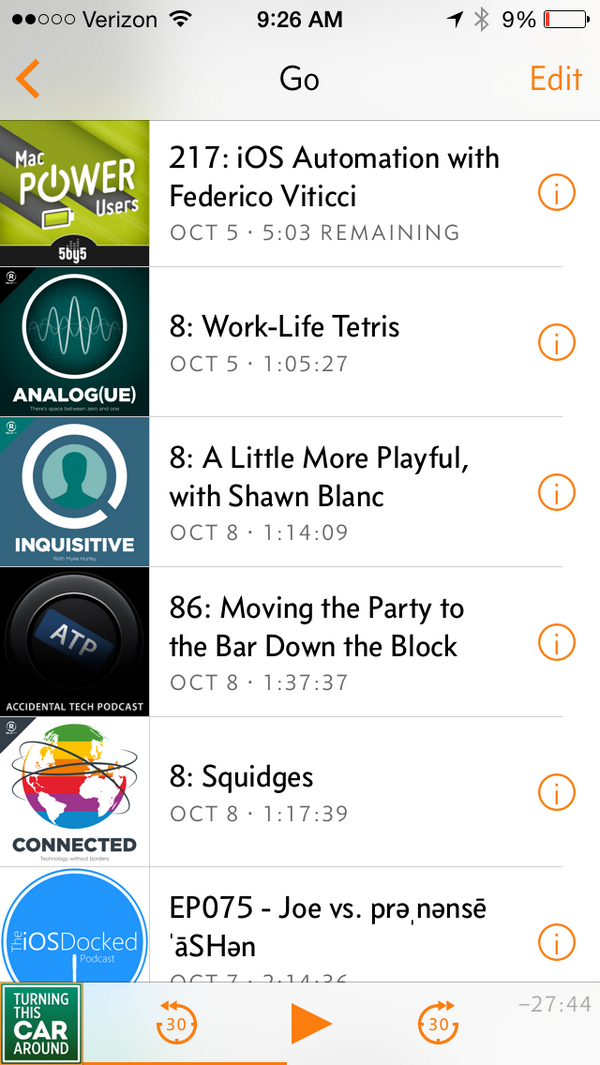 Verizon 9:26 AM 9%
Go Edit
Mac
POWER
Users
5by5
217: iOS Automation with
Federico Viticci
OCT 5 · 5:03 REMAINING
ANALOG(UE)
There's space between zero and one
8: Work-Life Tetris
OCT 5 · 1:05:27
INQUISITIVE
With Myke Hurley
8: A Little More Playful,
with Shawn Blanc
OCT 8 · 1:14:09
ATP
ACCIDENTAL TECH PODCAST
86: Moving the Party to
the Bar Down the Block
OCT 8 · 1:37:37
CONNECTED
Technology without borders
8: Squidges
OCT 8 · 1:17:39
The iOSDocked
Podcast
EP075 - Joe vs. prəˌnənsē
ˈāSHən
OCT 7 · 2:14:36
TURNING
THIS
CAR
AROUND
30
30
−27:44